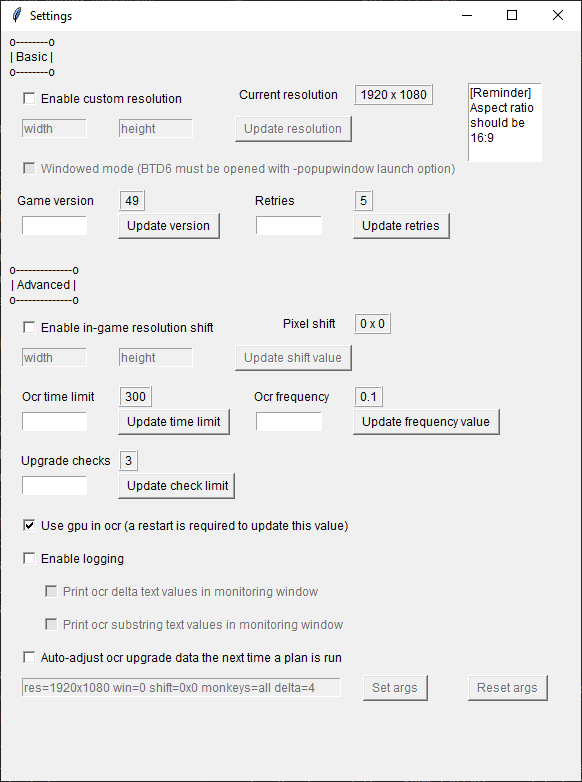 Settings
o--------o
| Basic |
o--------o
Enable custom resolution
Current resolution
1920 x 1080
[Reminder]
Aspect ratio
should be
16:9
width
height
Update resolution
Windowed mode (BTD6 must be opened with -popupwindow launch option)
Game version
49
Retries
5
Update version
Update retries
o--------------o
| Advanced |
o--------------o
Enable in-game resolution shift
Pixel shift
0 x 0
width
height
Update shift value
Ocr time limit
300
Ocr frequency
0.1
Update time limit
Update frequency value
Upgrade checks
3
Update check limit
Use gpu in ocr (a restart is required to update this value)
Enable logging
Print ocr delta text values in monitoring window
Print ocr substring text values in monitoring window
Auto-adjust ocr upgrade data the next time a plan is run
res=1920x1080 win=0 shift=0x0 monkeys=all delta=4
Set args
Reset args